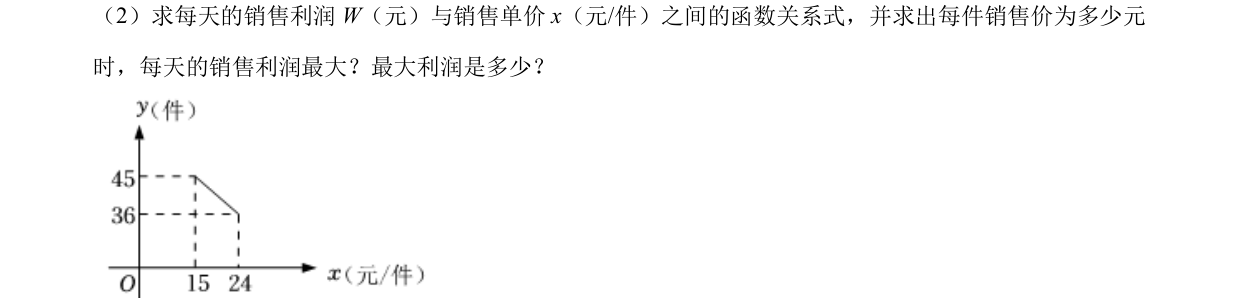 （2）求每天的销售利润 W（元）与销售单价 x（元/件）之间的函数关系式，并求出每件销售价为多少元
时，每天的销售利润最大？最大利润是多少？
y(件)
45
36
O 15 24 x(元/件)